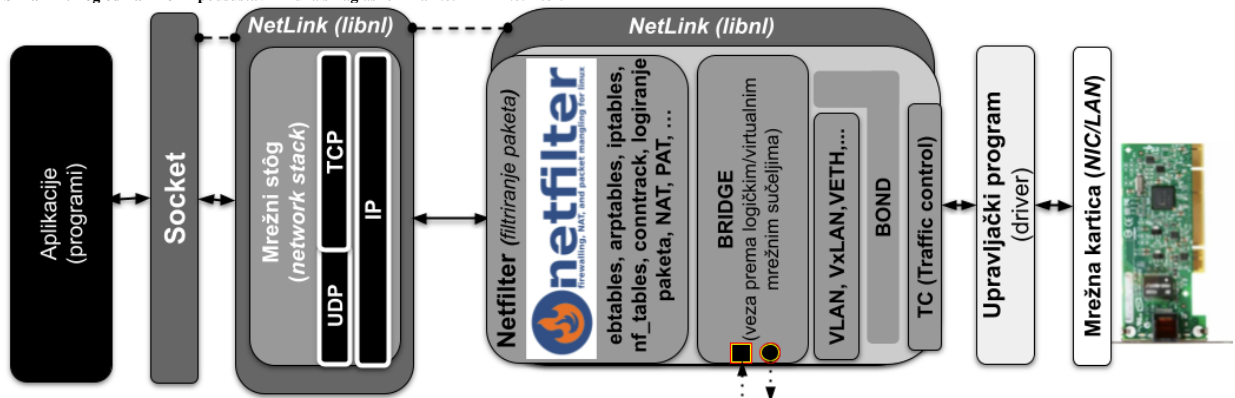 NetLink (libnl)
NetLink (libnl)
Aplikacije
(programi)
Socket
Mrežni stôg
(network stack)
TCP
UDP
IP
Netfilter (filtriranje paketa)
netfilter
firewalling, NAT, and packet mangling for linux
ebtables, arptables, iptables,
nf_tables, conntrack, logiranje
paketa, NAT, PAT, …
BRIDGE
(veza prema logičkim/virtualnim
mrežnim sučeljima)
VLAN, VxLAN,VETH,...
BOND
TC (Traffic control)
Upravljački program
(driver)
Mrežna kartica (NIC/LAN)